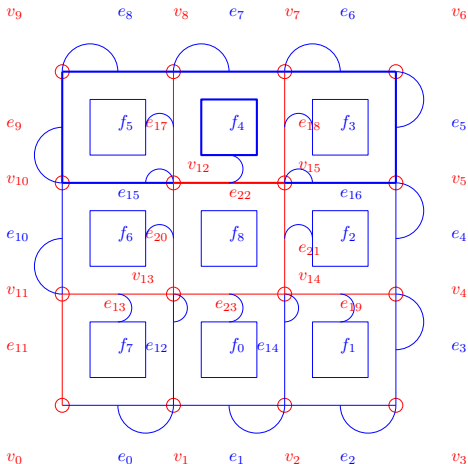 v₉ e₈ v₈ e₇ v₇ e₆ v₆
e₉ f₅ e₁₇ f₄ e₁₈ f₃ e₅
v₁₀ v₁₂ v₁₅ v₅
e₁₅ e₂₂ e₁₆
e₁₀ f₆ e₂₀ f₈ e₂₁ f₂ e₄
v₁₁ v₁₃ v₁₄ v₄
e₁₃ e₂₃ e₁₉
e₁₁ f₇ e₁₂ f₀ e₁₄ f₁ e₃
v₀ e₀ v₁ e₁ v₂ e₂ v₃